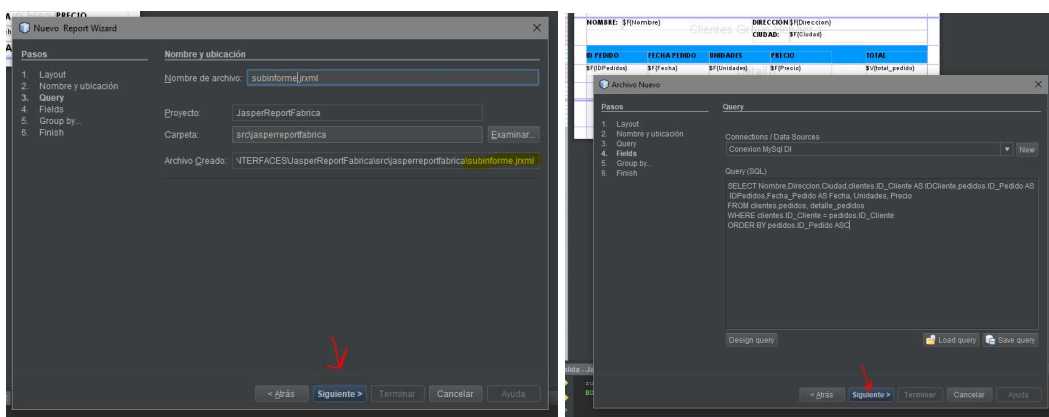 PRECIO
Nuevo Report Wizard
Pasos
1. Layout
2. Nombre y ubicación
3. Query
4. Fields
5. Group by...
6. Finish
Nombre y ubicación
Nombre de archivo: subinforme.jrxml
Proyecto: JasperReportFabrica
Carpeta: src\jasperreportfabrica Examinar...
Archivo Creado: \ITERFACES\JasperReportFabrica\src\jasperreportfabrica\subinforme.jrxml
< Atrás Siguiente > Terminar Cancelar Ayuda
NOMBRE: $F{Nombre} DIRECCIÓN $F{Direccion}
CIUDAD: $F{Ciudad}
ID PEDIDO FECHA PEDIDO UNIDADES PRECIO TOTAL
$F{IDPedidos} $F{Fecha} $F{Unidades} $F{Precio} $V{total_pedido}
Archivo Nuevo
Pasos
1. Layout
2. Nombre y ubicación
3. Query
4. Fields
5. Group by...
6. Finish
Query
Connections / Data Sources
Conexion MySql DI New
Query (SQL)
SELECT Nombre,Direccion,Ciudad,clientes.ID_Cliente AS IDCliente,pedidos.ID_Pedido AS
IDPedidos,Fecha_Pedido AS Fecha, Unidades, Precio
FROM clientes,pedidos, detalle_pedidos
WHERE clientes.ID_Cliente = pedidos.ID_Cliente
ORDER BY pedidos.ID_Pedido ASC
Design query Load query Save query
< Atrás Siguiente > Terminar Cancelar Ayuda